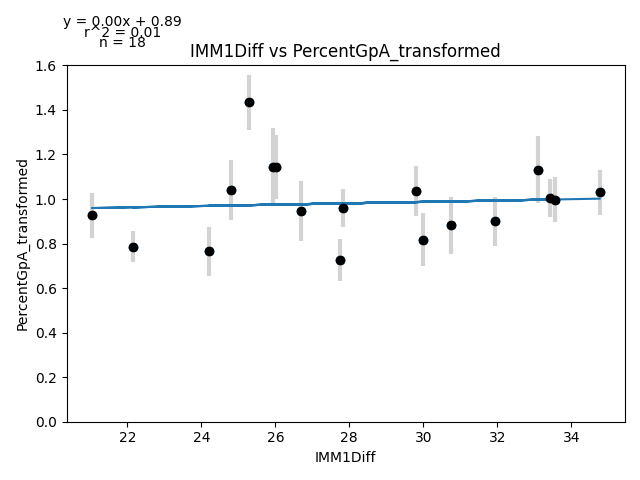 y = 0.00x + 0.89
r^2 = 0.01
n = 18
IMM1Diff vs PercentGpA_transformed
1.6
1.4
1.2
1.0
0.8
0.6
0.4
0.2
0.0
PercentGpA_transformed
22 24 26 28 30 32 34
IMM1Diff